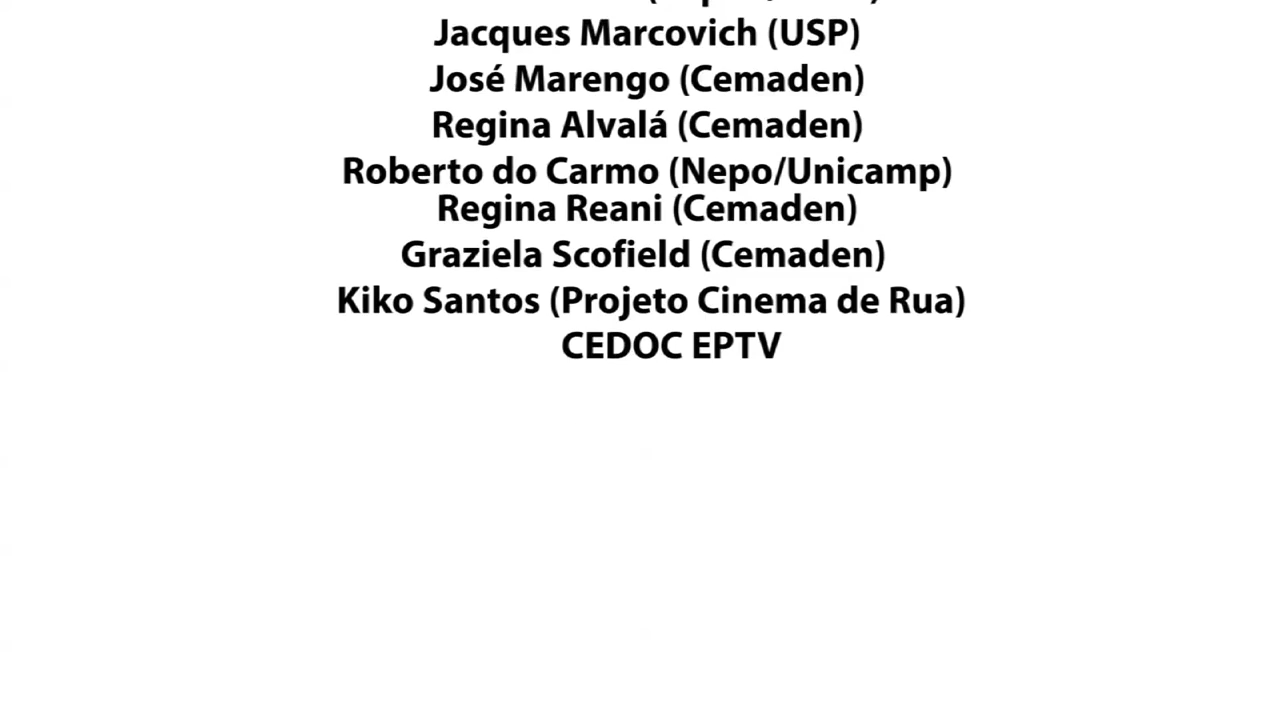 Jacques Marcovich (USP)
José Marengo (Cemaden)
Regina Alvalá (Cemaden)
Roberto do Carmo (Nepo/Unicamp)
Regina Reani (Cemaden)
Graziela Scofield (Cemaden)
Kiko Santos (Projeto Cinema de Rua)
CEDOC EPTV